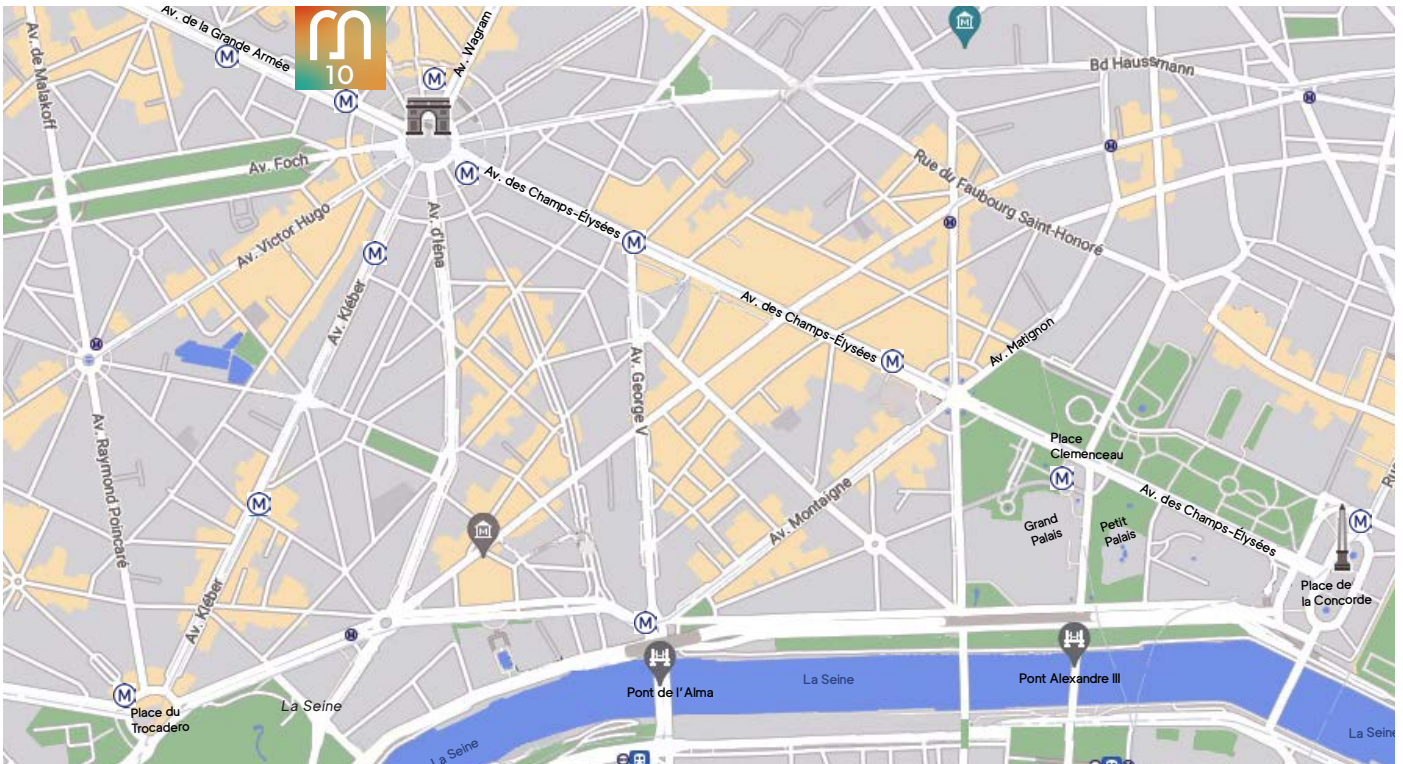 Av. de la Grande Armée
10
Av. Wagram
Av. de Malakoff
M
M
M
M
Bd Haussmann
Av. Foch
M
Av. des Champs-Élysées
Rue du Faubourg Saint-Honoré
Av. Victor Hugo
Av. d'Iéna
M
M
Av. Kléber
Av. des Champs-Élysées
M
Av. Matignon
Av. George V
Av. Raymond Poincaré
Place
Clemenceau
M
Av. Montaigne
Av. des Champs-Élysées
M
M
M
Grand
Palais
Petit
Palais
Place de
la Concorde
Av. Kléber
M
M
Place du
Trocadero
La Seine
Pont de l'Alma
La Seine
Pont Alexandre III
La Seine
La Seine